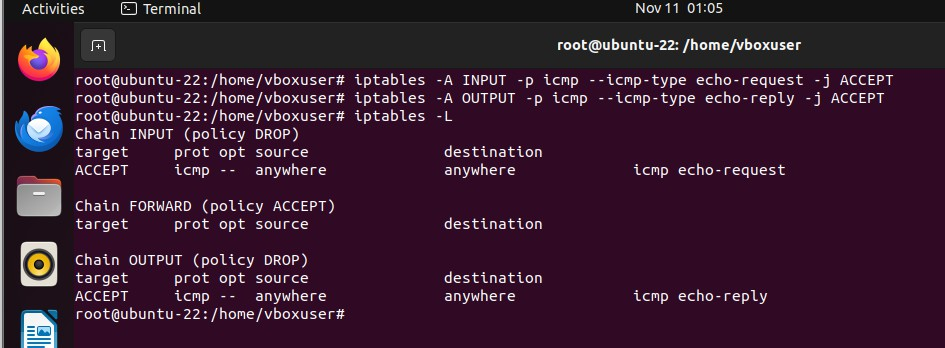 Activities Terminal Nov 11 01:05
root@ubuntu-22: /home/vboxuser
root@ubuntu-22:/home/vboxuser# iptables -A INPUT -p icmp --icmp-type echo-request -j ACCEPT
root@ubuntu-22:/home/vboxuser# iptables -A OUTPUT -p icmp --icmp-type echo-reply -j ACCEPT
root@ubuntu-22:/home/vboxuser# iptables -L
Chain INPUT (policy DROP)
target     prot opt source               destination
ACCEPT     icmp --  anywhere             anywhere             icmp echo-request
Chain FORWARD (policy ACCEPT)
target     prot opt source               destination
Chain OUTPUT (policy DROP)
target     prot opt source               destination
ACCEPT     icmp --  anywhere             anywhere             icmp echo-reply
root@ubuntu-22:/home/vboxuser#